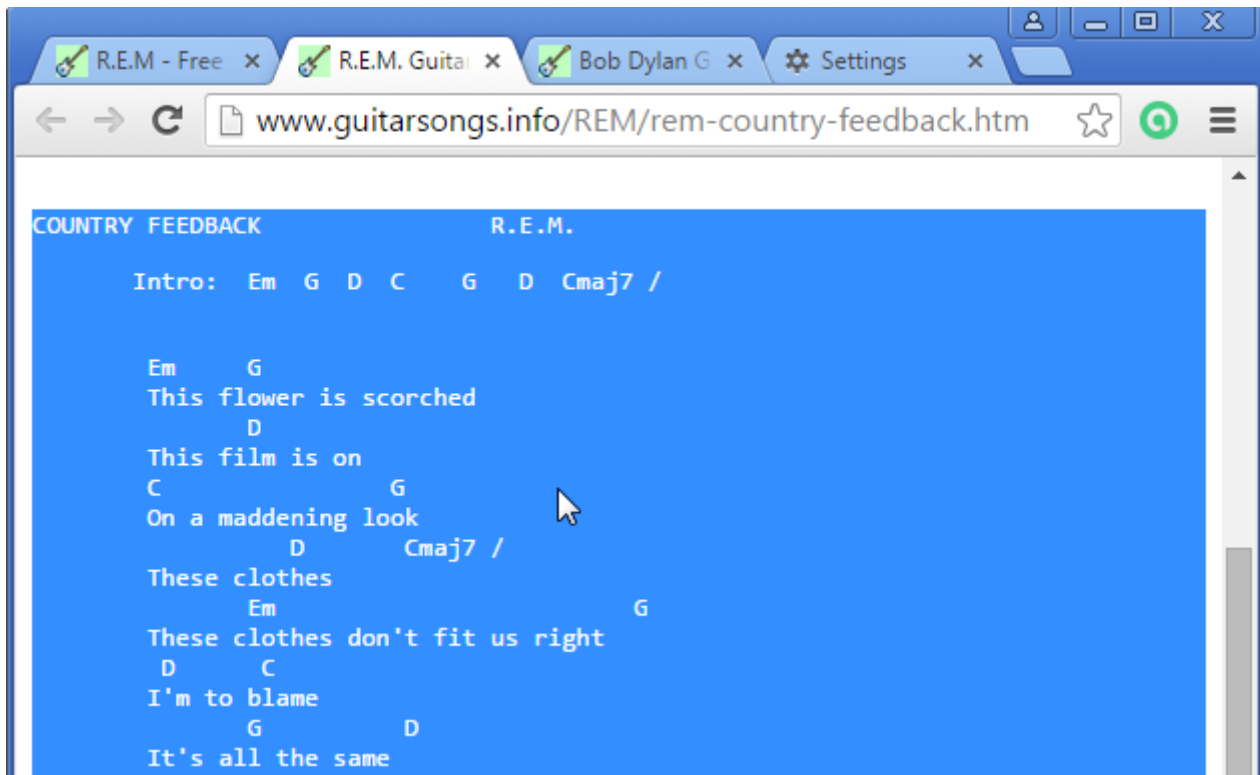 R.E.M - Free R.E.M. Guita Bob Dylan G Settings
www.guitarsongs.info/REM/rem-country-feedback.htm
COUNTRY FEEDBACK                R.E.M.
Intro:  Em  G  D  C    G   D  Cmaj7 /
Em     G
This flower is scorched
D
This film is on
C                G
On a maddening look
D       Cmaj7 /
These clothes
Em                         G
These clothes don't fit us right
D      C
I'm to blame
G          D
It's all the same